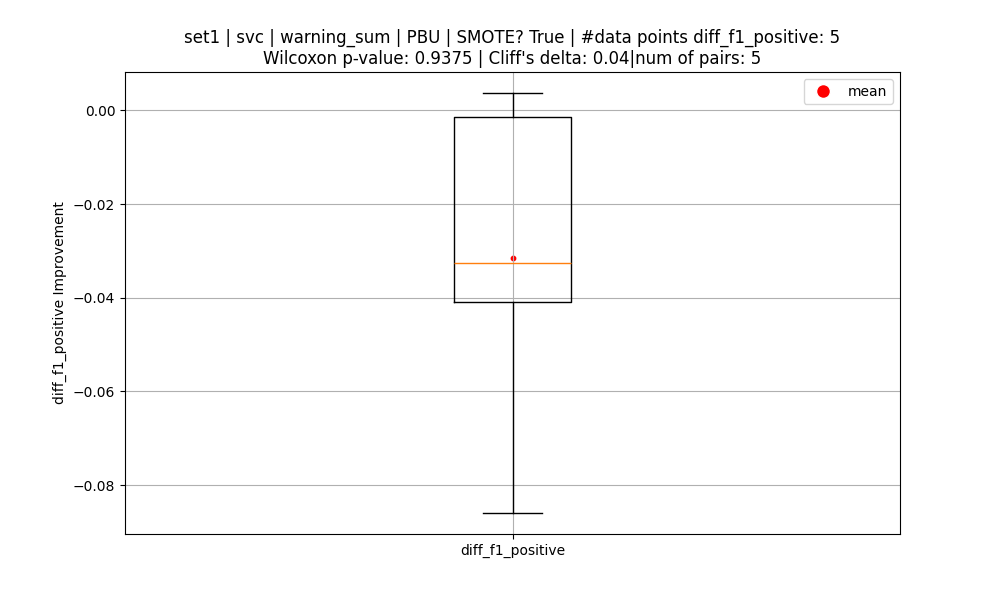 set1 | svc | warning_sum | PBU | SMOTE? True | #data points diff_f1_positive: 5
Wilcoxon p-value: 0.9375 | Cliff's delta: 0.04|num of pairs: 5
mean
0.00
−0.02
−0.04
−0.06
−0.08
diff_f1_positive Improvement
diff_f1_positive